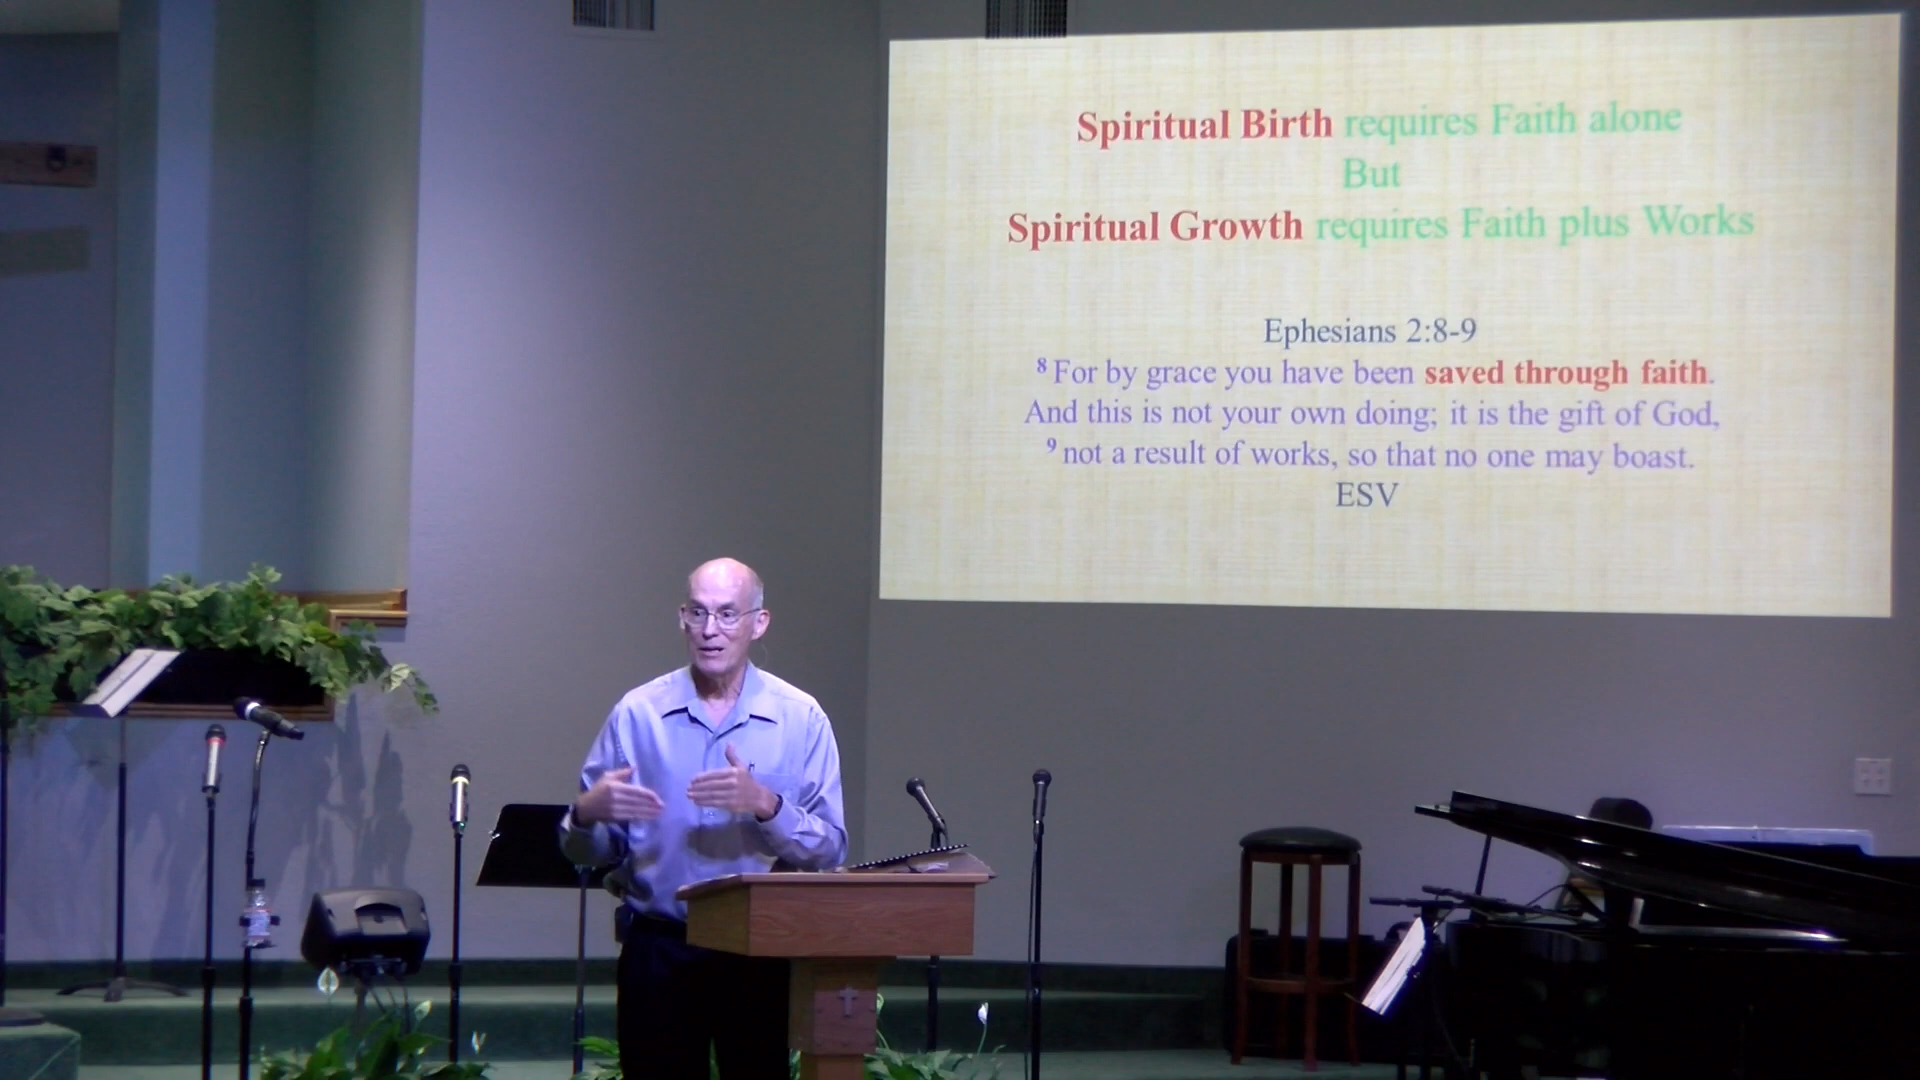 Spiritual Birth requires Faith alone
But
Spiritual Growth requires Faith plus Works
Ephesians 2:8-9
8 For by grace you have been saved through faith.
And this is not your own doing; it is the gift of God,
9 not a result of works, so that no one may boast.
ESV